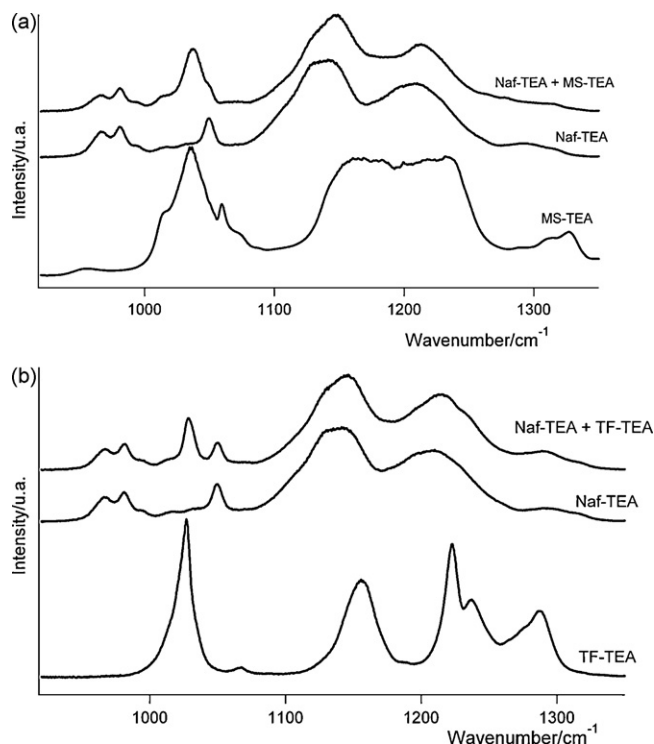 (a)
Intensity/u.a.
Naf-TEA + MS-TEA
Naf-TEA
MS-TEA
1000 1100 1200 1300
Wavenumber/cm⁻¹
(b)
Intensity/u.a.
Naf-TEA + TF-TEA
Naf-TEA
TF-TEA
1000 1100 1200 1300
Wavenumber/cm⁻¹